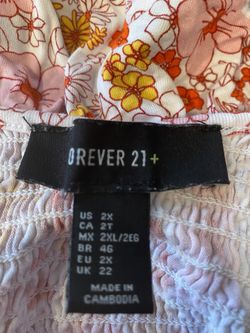 OREVER 21+
US 2X
CA 2T
MX 2XL/2EG
BR 4G
EU 2X
UK 22
MADE IN
CAMBODIA